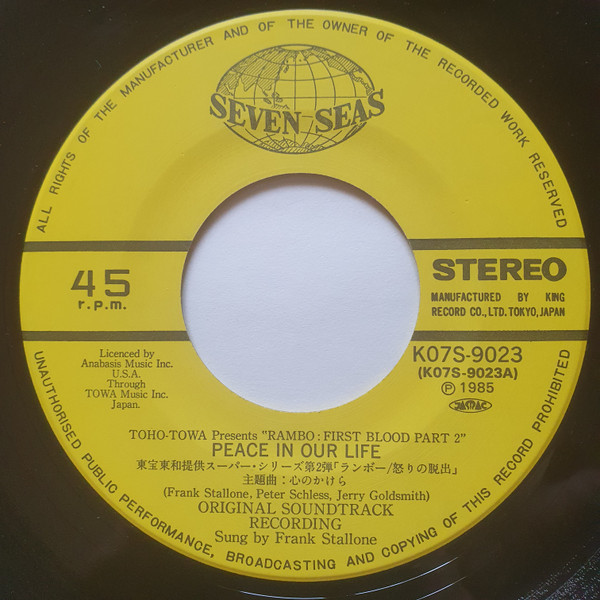 ALL RIGHTS OF THE MANUFACTURER AND OF THE OWNER OF THE RECORDED WORK RESERVED
SEVEN SEAS
45
r.p.m.
STEREO
MANUFACTURED BY KING
RECORD CO., LTD. TOKYO, JAPAN
Licenced by
Anabasis Music Inc.
U.S.A.
Through
TOWA Music Inc.
Japan.
K07S-9023
(K07S-9023A)
Ⓟ 1985
JASRAC
TOHO-TOWA Presents "RAMBO: FIRST BLOOD PART 2"
PEACE IN OUR LIFE
東宝東和提供スーパー・シリーズ第2弾「ランボー/怒りの脱出」
主題曲：心のかけら
(Frank Stallone, Peter Schless, Jerry Goldsmith)
ORIGINAL SOUNDTRACK
RECORDING
Sung by Frank Stallone
UNAUTHORISED PUBLIC PERFORMANCE, BROADCASTING AND COPYING OF THIS RECORD PROHIBITED